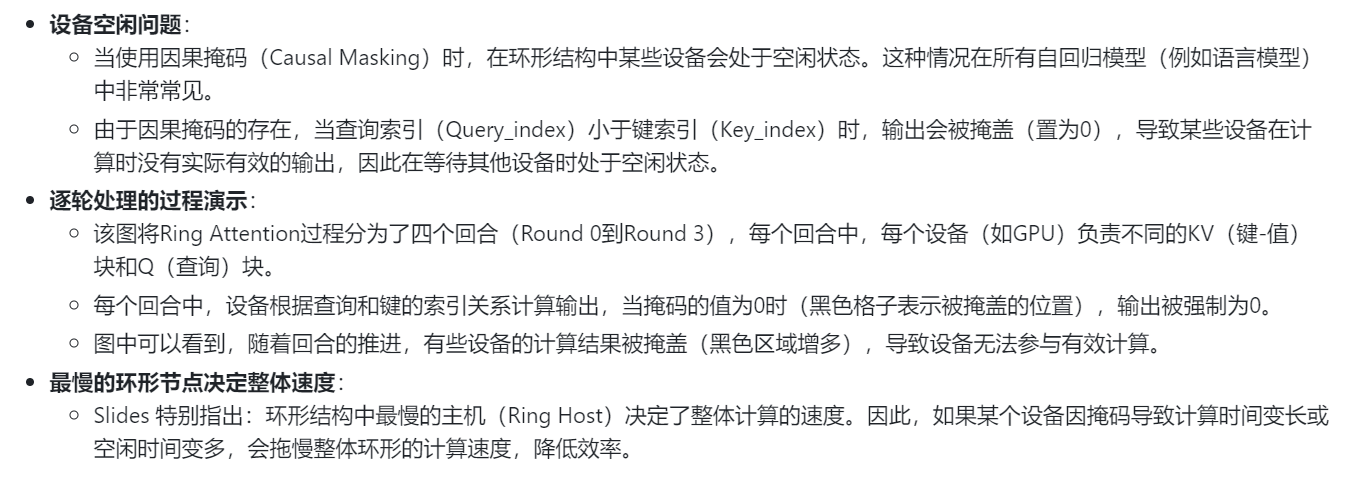 设备空闲问题：
当使用因果掩码（Causal Masking）时，在环形结构中某些设备会处于空闲状态。这种情况在所有自回归模型（例如语言模型）
中非常常见。
由于因果掩码的存在，当查询索引（Query_index）小于键索引（Key_index）时，输出会被掩盖（置为0），导致某些设备在计
算时没有实际有效的输出，因此在等待其他设备时处于空闲状态。
逐轮处理的过程演示：
该图将Ring Attention过程分为了四个回合（Round 0到Round 3），每个回合中，每个设备（如GPU）负责不同的KV（键-值）
块和Q（查询）块。
每个回合中，设备根据查询和键的索引关系计算输出，当掩码的值为0时（黑色格子表示被掩盖的位置），输出被强制为0。
图中可以看到，随着回合的推进，有些设备的计算结果被掩盖（黑色区域增多），导致设备无法参与有效计算。
最慢的环形节点决定整体速度：
Slides 特别指出：环形结构中最慢的主机（Ring Host）决定了整体计算的速度。因此，如果某个设备因掩码导致计算时间变长或
空闲时间变多，会拖慢整体环形的计算速度，降低效率。